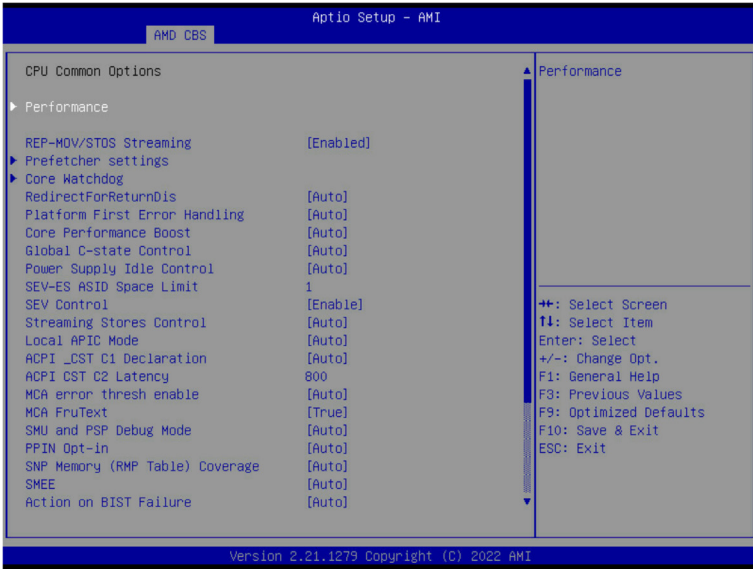 Aptio Setup – AMI
AMD CBS
CPU Common Options
Performance
REP-MOV/STOS Streaming [Enabled]
Prefetcher settings
Core Watchdog
RedirectForReturnDis [Auto]
Platform First Error Handling [Auto]
Core Performance Boost [Auto]
Global C-state Control [Auto]
Power Supply Idle Control [Auto]
SEV-ES ASID Space Limit 1
SEV Control [Enable]
Streaming Stores Control [Auto]
Local APIC Mode [Auto]
ACPI _CST C1 Declaration [Auto]
ACPI CST C2 Latency 800
MCA error thresh enable [Auto]
MCA FruText [True]
SMU and PSP Debug Mode [Auto]
PPIN Opt-in [Auto]
SNP Memory (RMP Table) Coverage [Auto]
SMEE [Auto]
Action on BIST Failure [Auto]
Performance
→←: Select Screen
↑↓: Select Item
Enter: Select
+/-: Change Opt.
F1: General Help
F3: Previous Values
F9: Optimized Defaults
F10: Save & Exit
ESC: Exit
Version 2.21.1279 Copyright (C) 2022 AMI